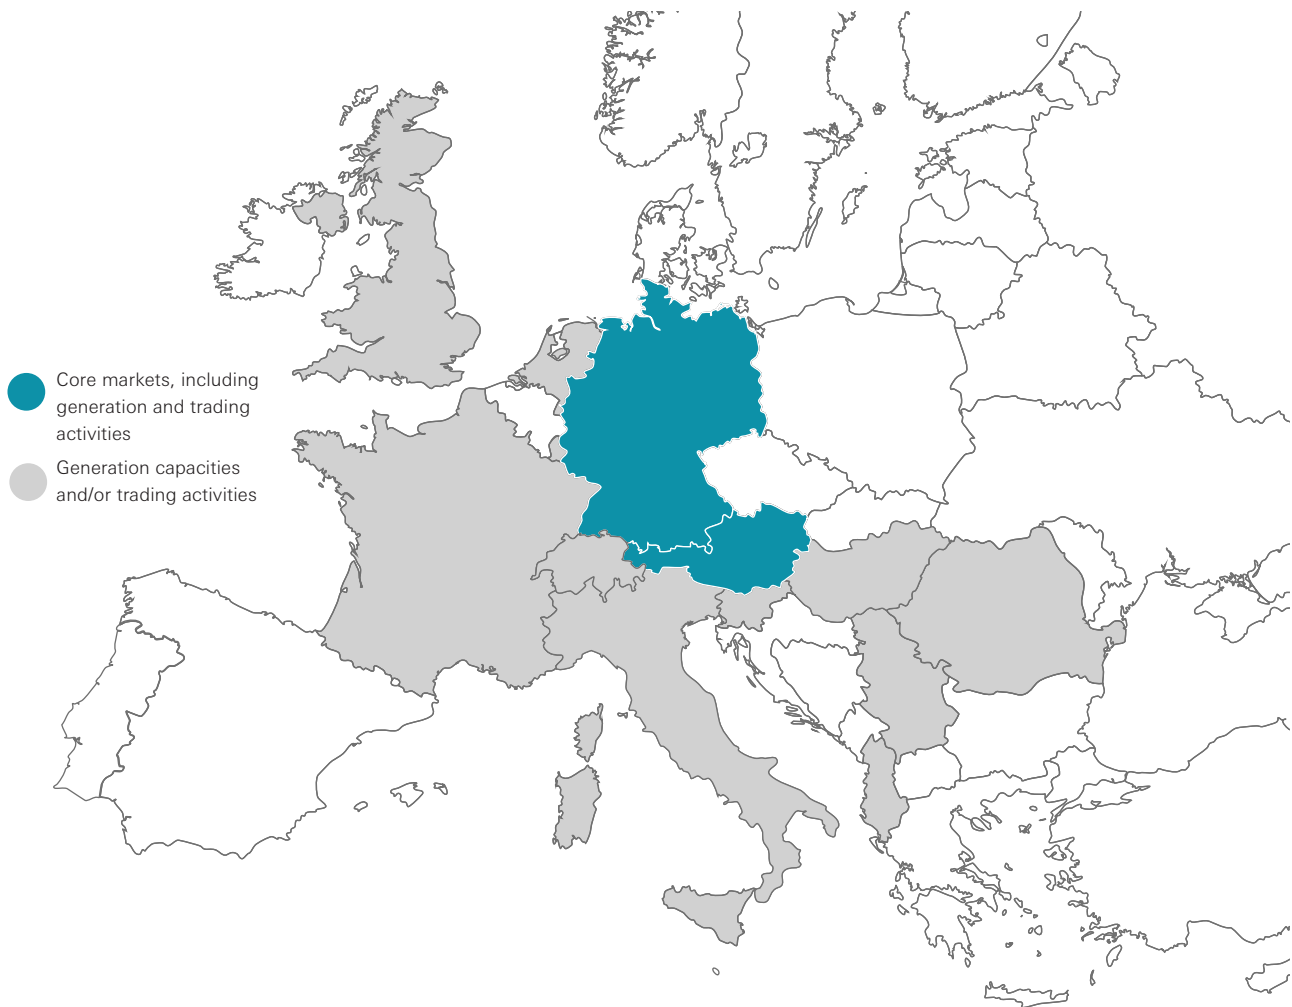 Core markets, including
generation and trading
activities
Generation capacities
and/or trading activities